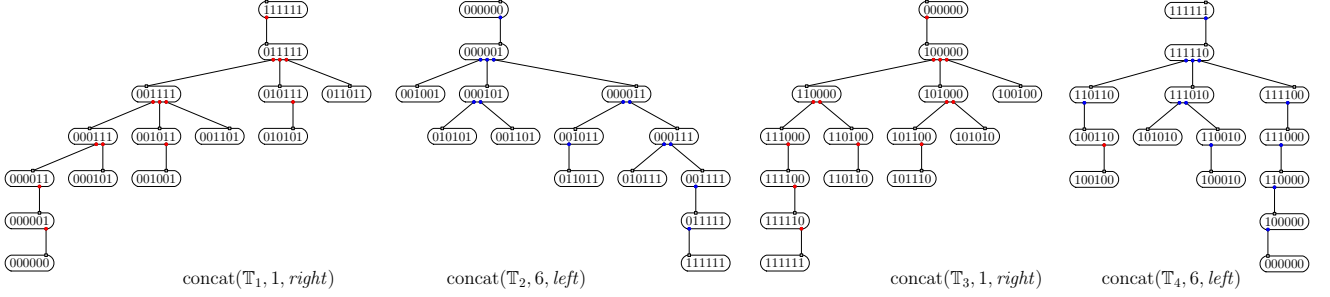 111111 000000 000000 111111
011111 000001 100000 111110
001111 010111 011011 001001 000101 000011 110000 101000 100100 110110 111010 111100
000111 001011 001101 010101 010101 001101 001011 000111 111000 110100 101100 101010 100110 101010 110010 111000
000011 000101 001001 011011 010111 001111 111100 110110 101110 100100 100010 110000
000001 011111 111110 100000
000000 111111 111111 000000
concat(𝕋₁, 1, right) concat(𝕋₂, 6, left) concat(𝕋₃, 1, right) concat(𝕋₄, 6, left)